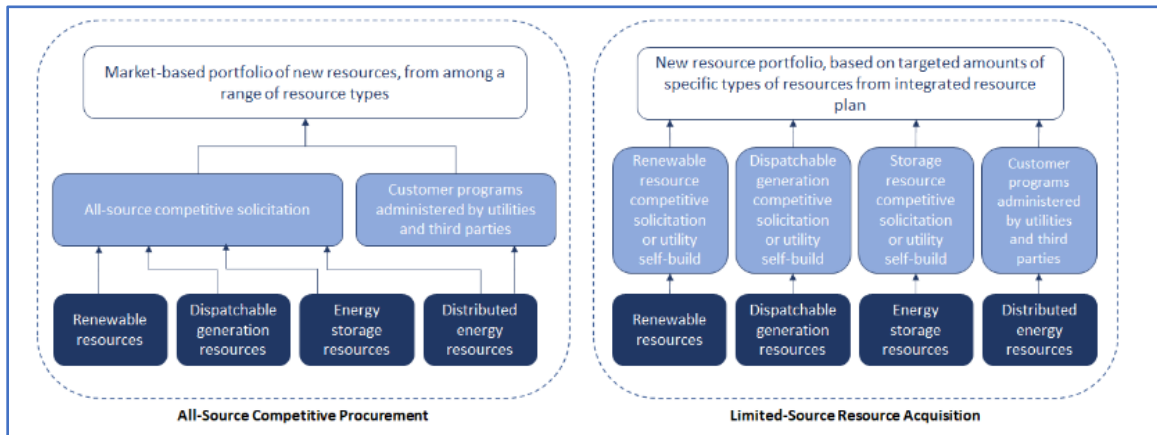 Market-based portfolio of new resources, from among a
range of resource types
All-source competitive solicitation
Customer programs
administered by utilities
and third parties
Renewable
resources
Dispatchable
generation
resources
Energy
storage
resources
Distributed
energy
resources
All-Source Competitive Procurement
New resource portfolio, based on targeted amounts of
specific types of resources from integrated resource
plan
Renewable
resource
competitive
solicitation
or utility
self-build
Dispatchable
generation
competitive
solicitation
or utility
self-build
Storage
resource
competitive
solicitation
or utility
self-build
Customer
programs
administered
by utilities
and third
parties
Renewable
resources
Dispatchable
generation
resources
Energy
storage
resources
Distributed
energy
resources
Limited-Source Resource Acquisition